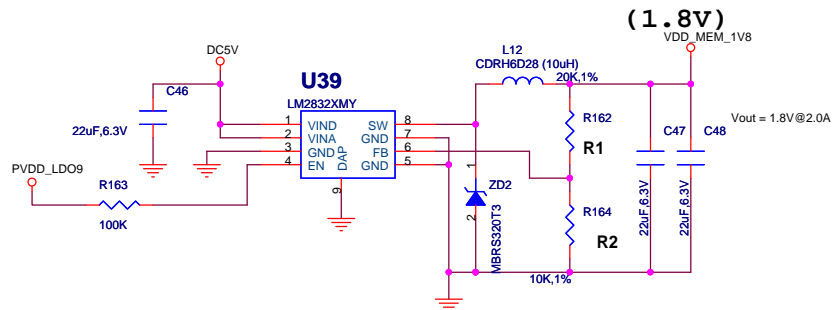 (1.8V)
VDD_MEM_1V8
DC5V
L12
CDRH6D28 (10uH)
20K,1%
U39
LM2832XMY
C46
22uF,6.3V
1 VIND
2 VINA
3 GND
4 EN
DAP
9
SW 8
GND 7
FB 6
GND 5
PVDD_LDO9
R163
100K
1
ZD2
2
MBRS320T3
R162
R1
R164
R2
10K,1%
C47
C48
22uF,6.3V
22uF,6.3V
Vout = 1.8V@2.0A